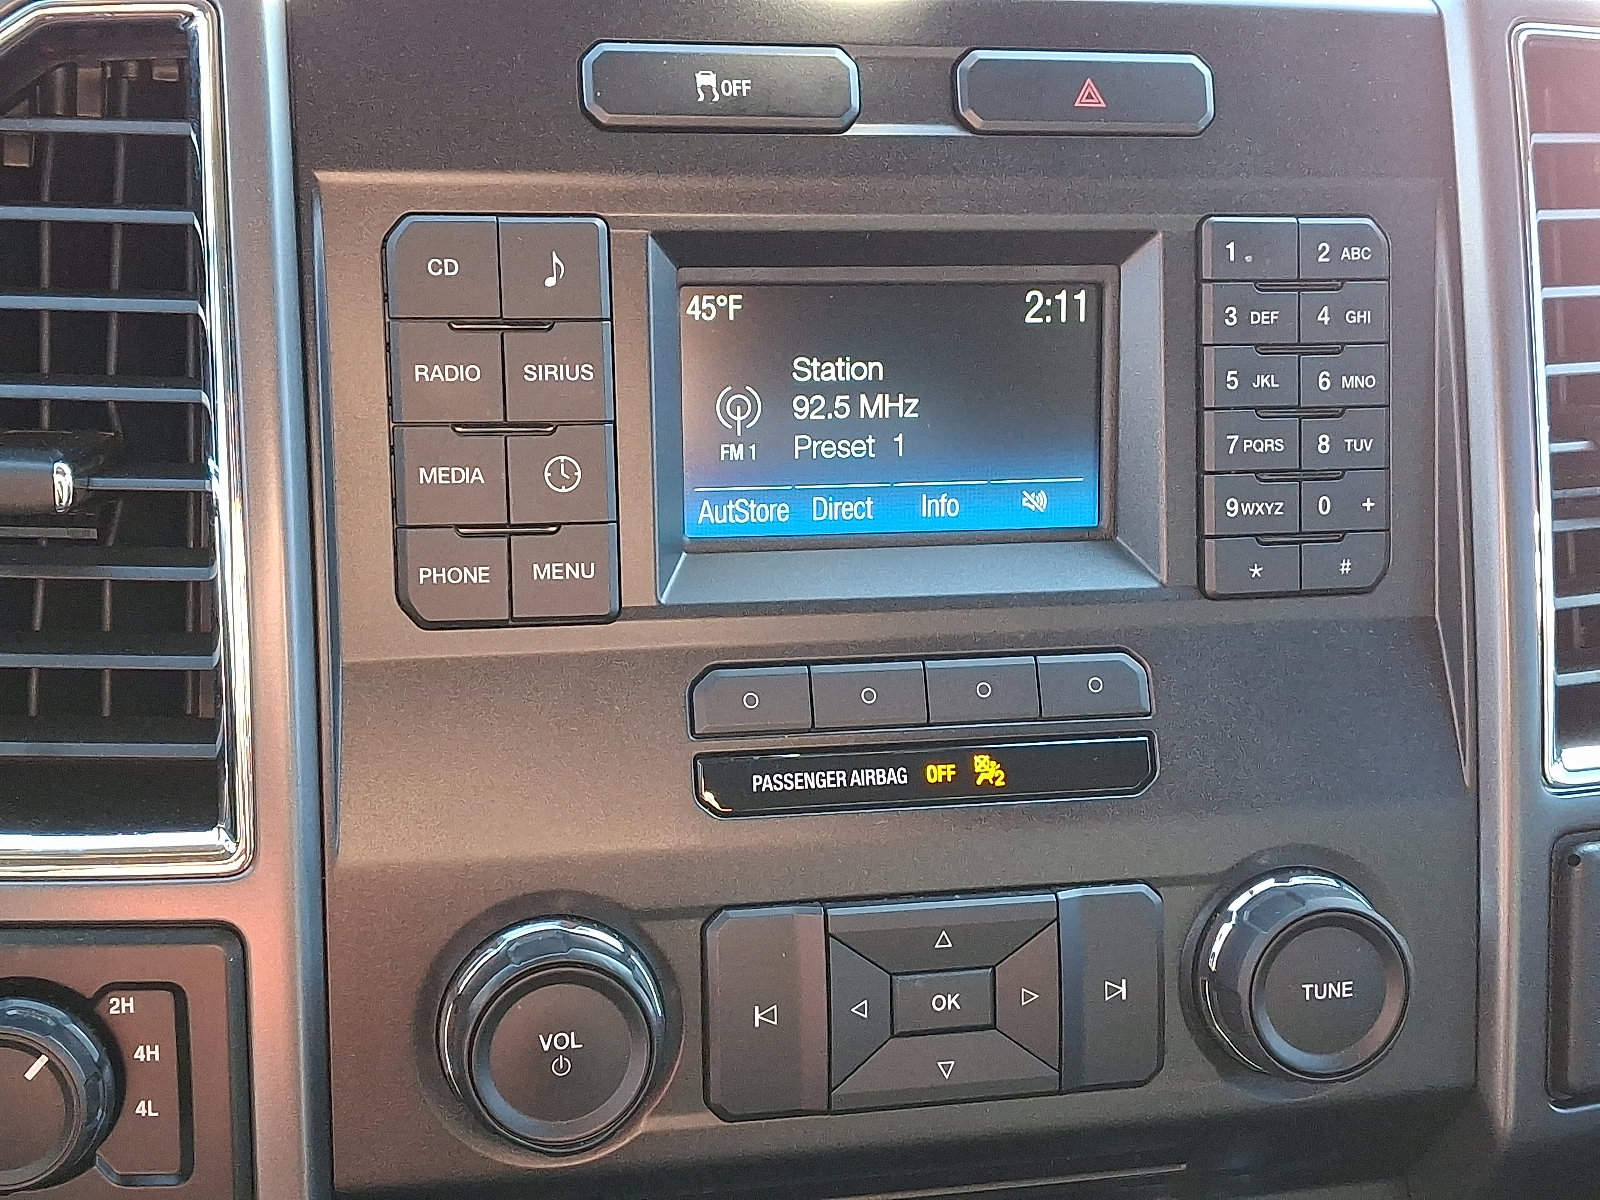 OFF
CD
RADIO SIRIUS
MEDIA
PHONE MENU
45°F 2:11
Station
92.5 MHz
FM 1 Preset 1
AutStore Direct Info
1 . 2 ABC
3 DEF 4 GHI
5 JKL 6 MNO
7 PQRS 8 TUV
9 WXYZ 0 +
* #
PASSENGER AIRBAG OFF 2
2H
4H
4L
VOL
OK
TUNE